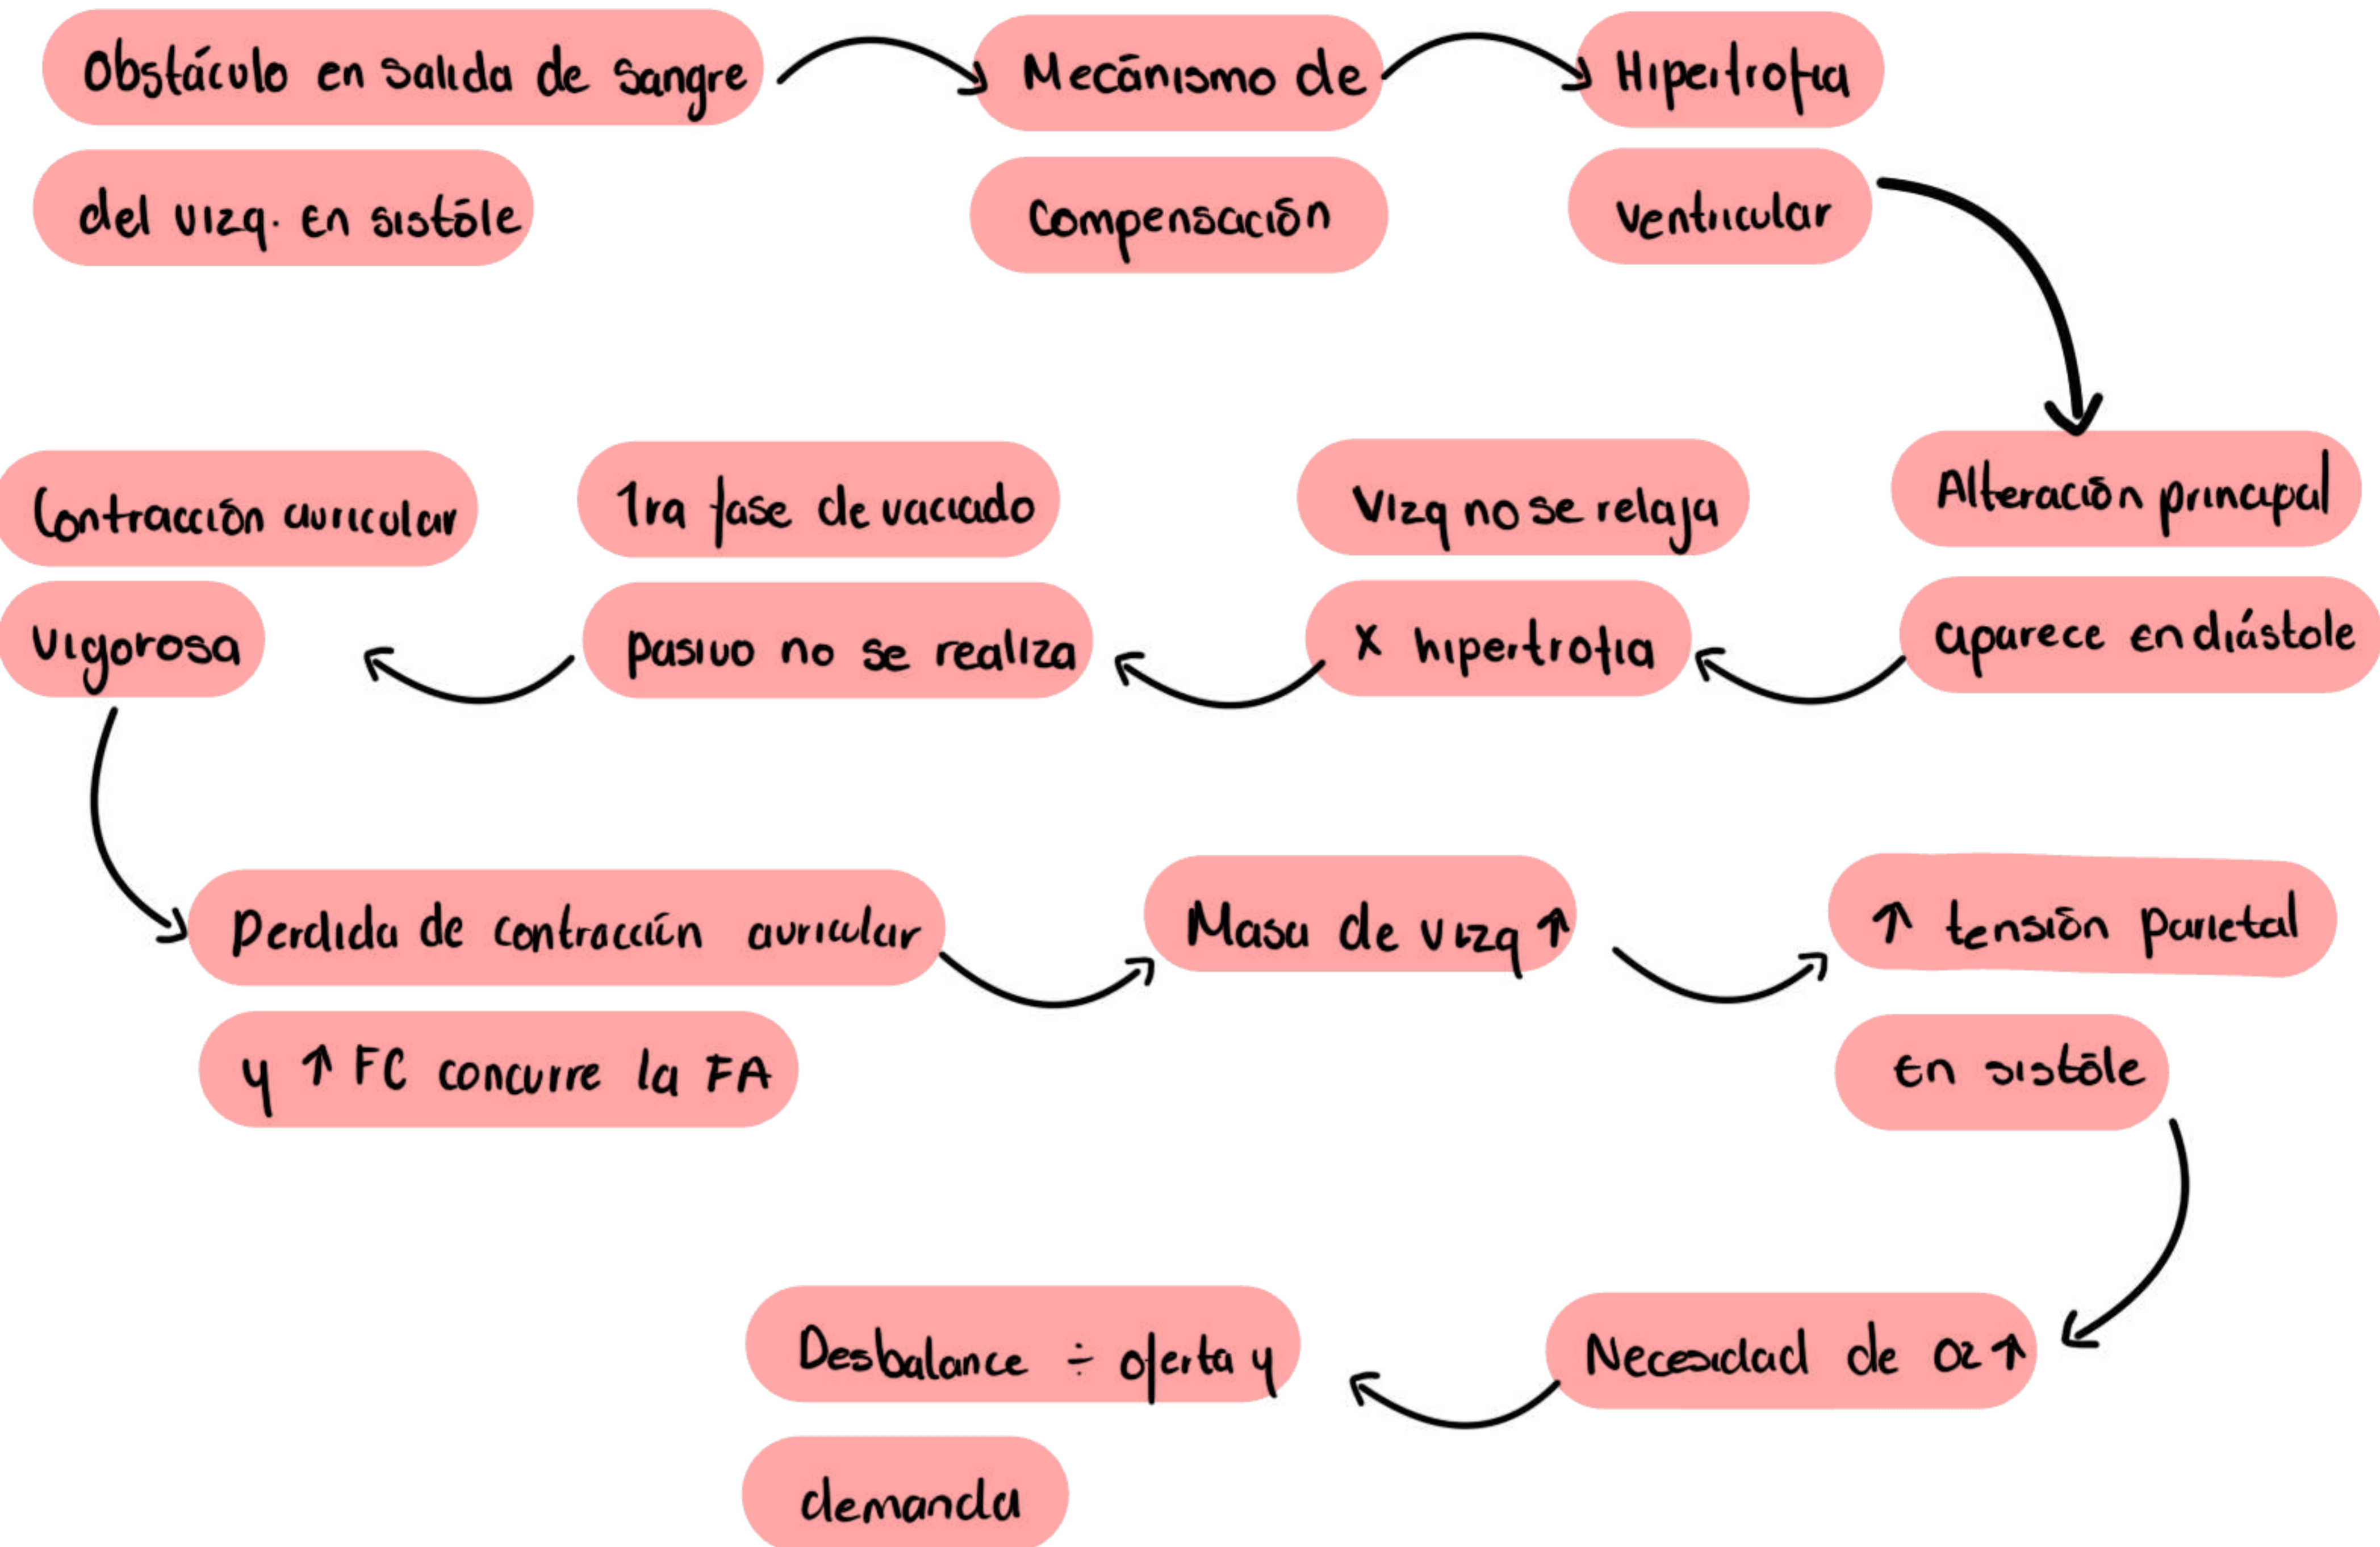 Obstáculo en salida de sangre
del vizq. en sistóle
Mecánismo de
compensación
Hipertrofia
ventricular
Alteración principal
aparece en diástole
Vizq no se relaja
x hipertrofia
1ra fase de vaciado
pasivo no se realiza
Contracción auricular
vigorosa
Perdida de contracción auricular
y ↑ FC concurre la FA
Masa de vizq ↑
↑ tensión parietal
en sistóle
Necesidad de O2 ↑
Desbalance ÷ oferta y
demanda